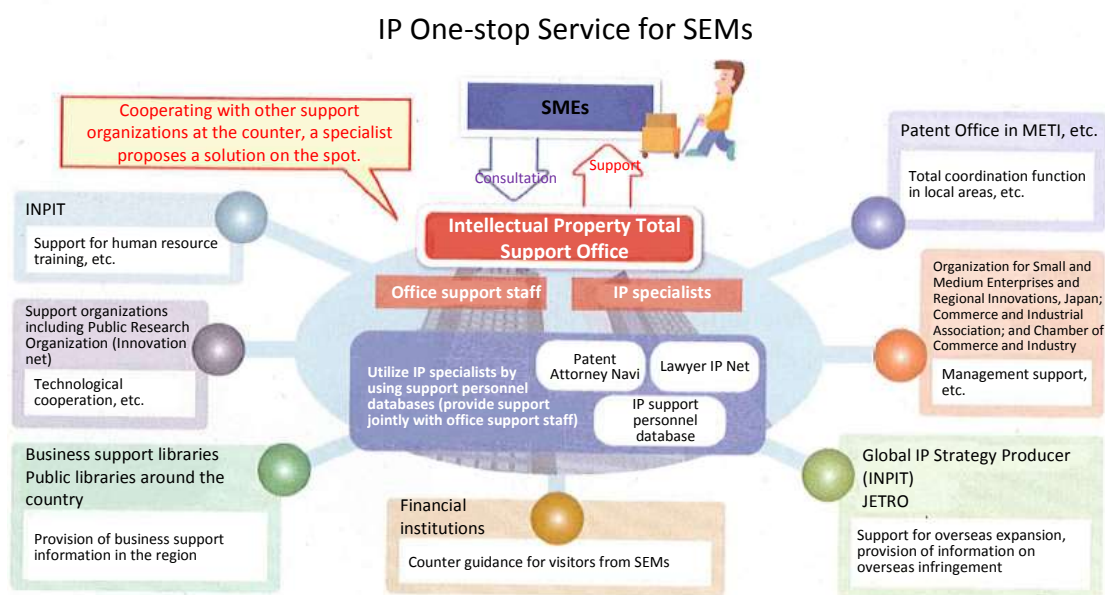 IP One-stop Service for SEMs
SMEs
Cooperating with other support
organizations at the counter, a specialist
proposes a solution on the spot.
Consultation
Support
Intellectual Property Total
Support Office
Office support staff
IP specialists
Utilize IP specialists by
using support personnel
databases (provide support
jointly with office support staff)
Patent
Attorney Navi
Lawyer IP Net
IP support
personnel
database
INPIT
Support for human resource
training, etc.
Support organizations
including Public Research
Organization (Innovation
net)
Technological
cooperation, etc.
Business support libraries
Public libraries around the
country
Provision of business support
information in the region
Financial
institutions
Counter guidance for visitors from SEMs
Patent Office in METI, etc.
Total coordination function
in local areas, etc.
Organization for Small and
Medium Enterprises and
Regional Innovations, Japan;
Commerce and Industrial
Association; and Chamber of
Commerce and Industry
Management support,
etc.
Global IP Strategy Producer
(INPIT)
JETRO
Support for overseas expansion,
provision of information on
overseas infringement